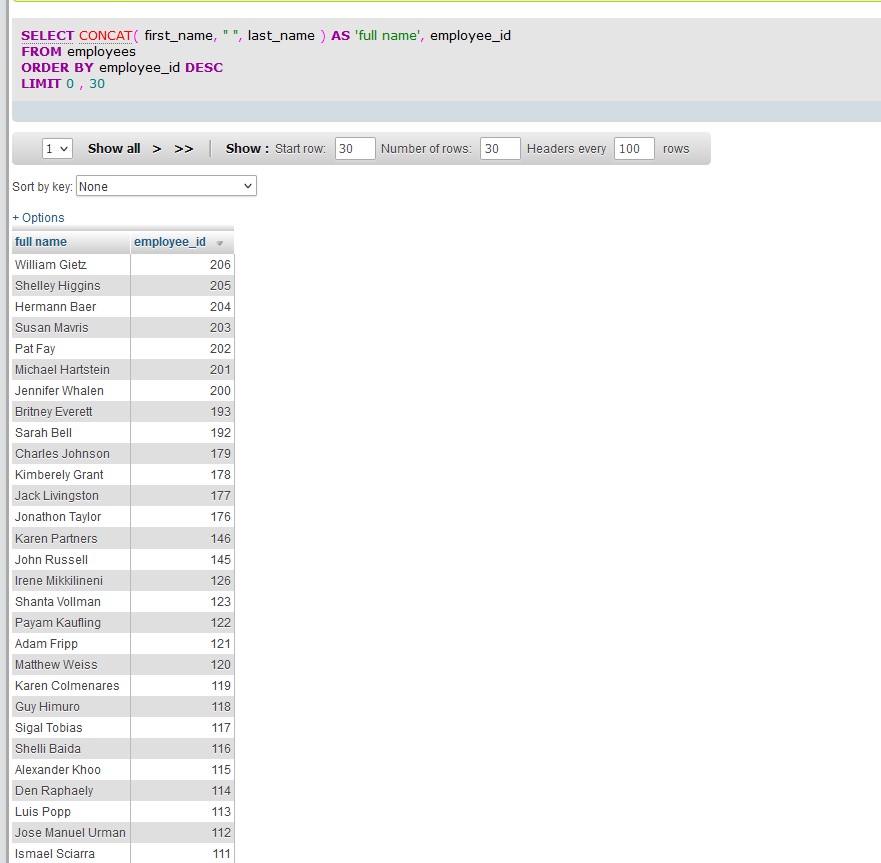 SELECT CONCAT( first_name, " ", last_name ) AS 'full name', employee_id
FROM employees
ORDER BY employee_id DESC
LIMIT 0 , 30
1 Show all > >> Show : Start row: 30 Number of rows: 30 Headers every 100 rows
Sort by key: None
+ Options
full name employee_id
William Gietz 206
Shelley Higgins 205
Hermann Baer 204
Susan Mavris 203
Pat Fay 202
Michael Hartstein 201
Jennifer Whalen 200
Britney Everett 193
Sarah Bell 192
Charles Johnson 179
Kimberely Grant 178
Jack Livingston 177
Jonathon Taylor 176
Karen Partners 146
John Russell 145
Irene Mikkilineni 126
Shanta Vollman 123
Payam Kaufling 122
Adam Fripp 121
Matthew Weiss 120
Karen Colmenares 119
Guy Himuro 118
Sigal Tobias 117
Shelli Baida 116
Alexander Khoo 115
Den Raphaely 114
Luis Popp 113
Jose Manuel Urman 112
Ismael Sciarra 111